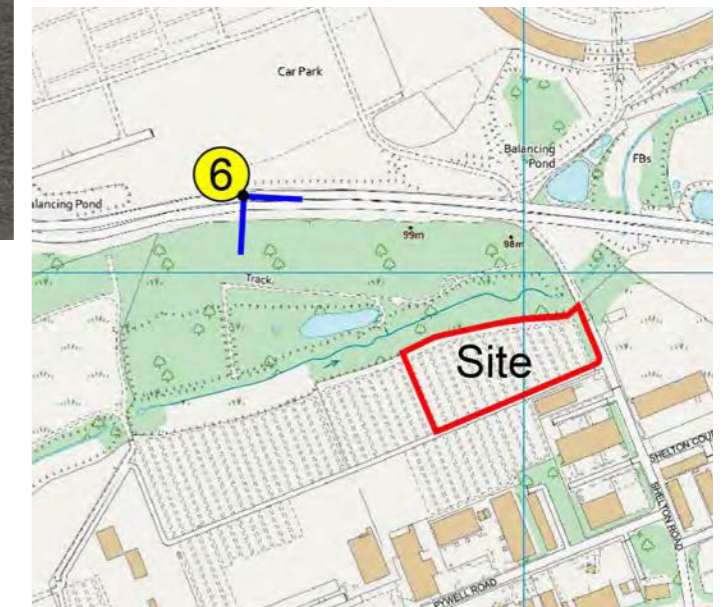 Car Park
Balancing
Pond
FBs
6
alancing Pond
99m
98m
Track
Site
SHELTON COU
SHELTON ROAD
PYWELL ROAD